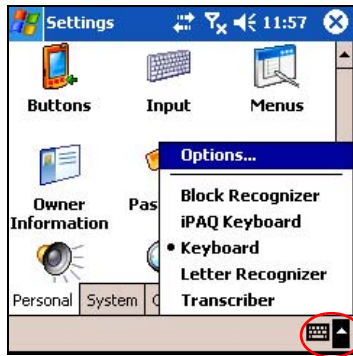 Settings 11:57
Buttons Input Menus
Options...
Block Recognizer
iPAQ Keyboard
Keyboard
Letter Recognizer
Transcriber
Owner
Information
Pas
Personal System